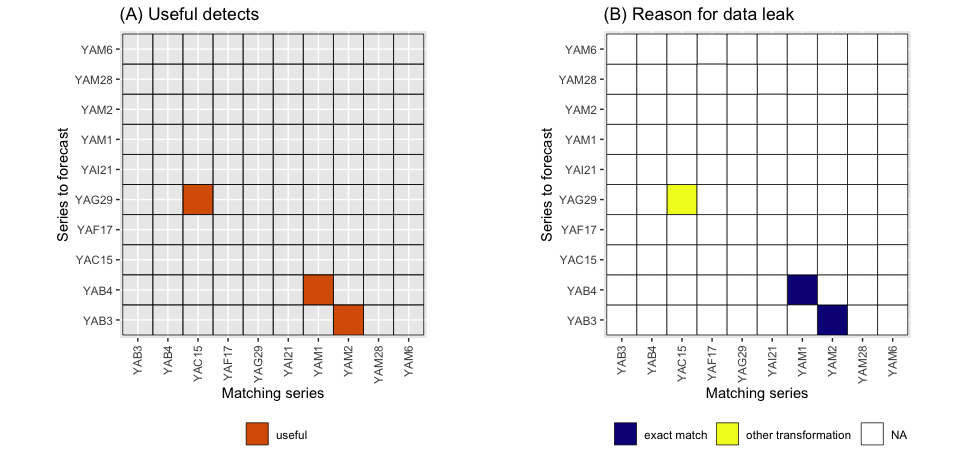 (A) Useful detects
Series to forecast
YAM6
YAM28
YAM2
YAM1
YAI21
YAG29
YAF17
YAC15
YAB4
YAB3
YAB3 YAB4 YAC15 YAF17 YAG29 YAI21 YAM1 YAM2 YAM28 YAM6
Matching series
useful
(B) Reason for data leak
Series to forecast
YAM6
YAM28
YAM2
YAM1
YAI21
YAG29
YAF17
YAC15
YAB4
YAB3
YAB3 YAB4 YAC15 YAF17 YAG29 YAI21 YAM1 YAM2 YAM28 YAM6
Matching series
exact match other transformation NA